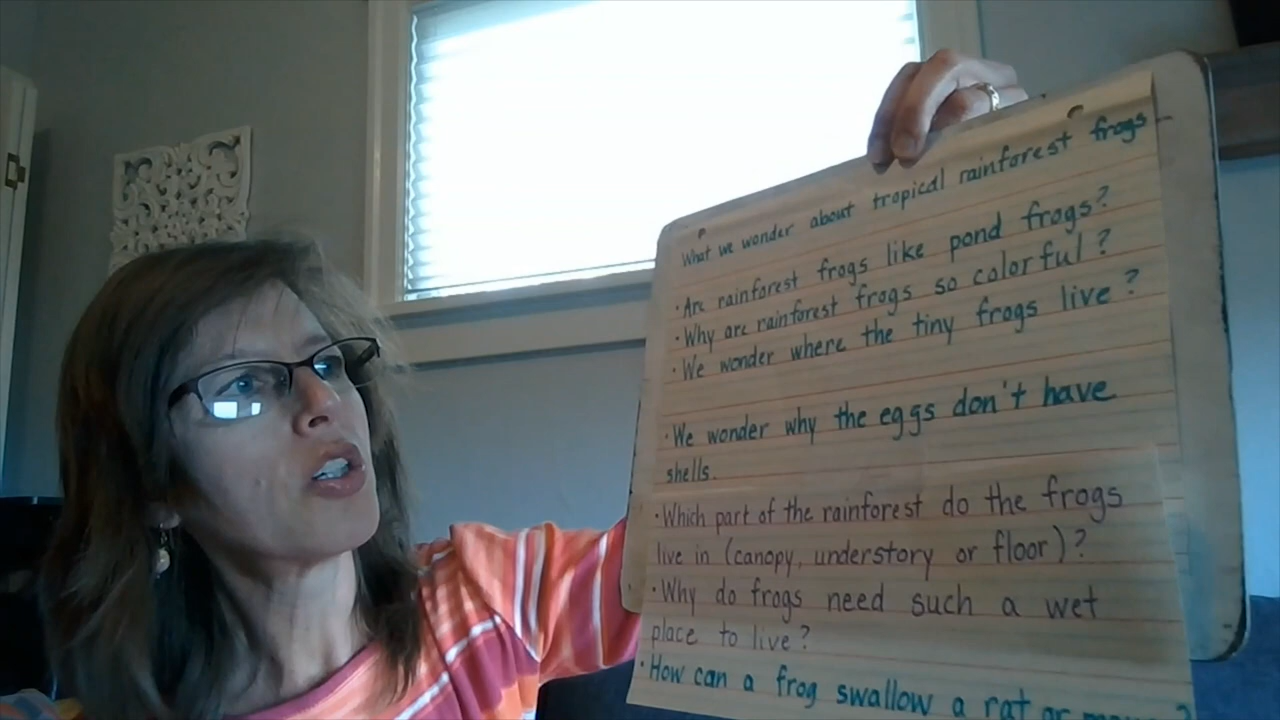 What we wonder about tropical rainforest frogs
· Are rainforest frogs like pond frogs?
· Why are rainforest frogs so colorful?
· We wonder where the tiny frogs live?
· We wonder why the eggs don't have
shells.
· Which part of the rainforest do the frogs
live in (canopy, understory or floor)?
· Why do frogs need such a wet
place to live?
· How can a frog swallow a rat or